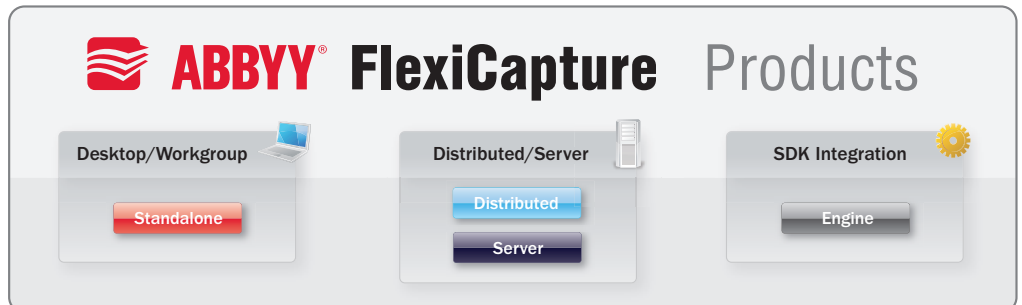 ABBYY® FlexiCapture Products
Desktop/Workgroup
Standalone
Distributed/Server
Distributed
Server
SDK Integration
Engine